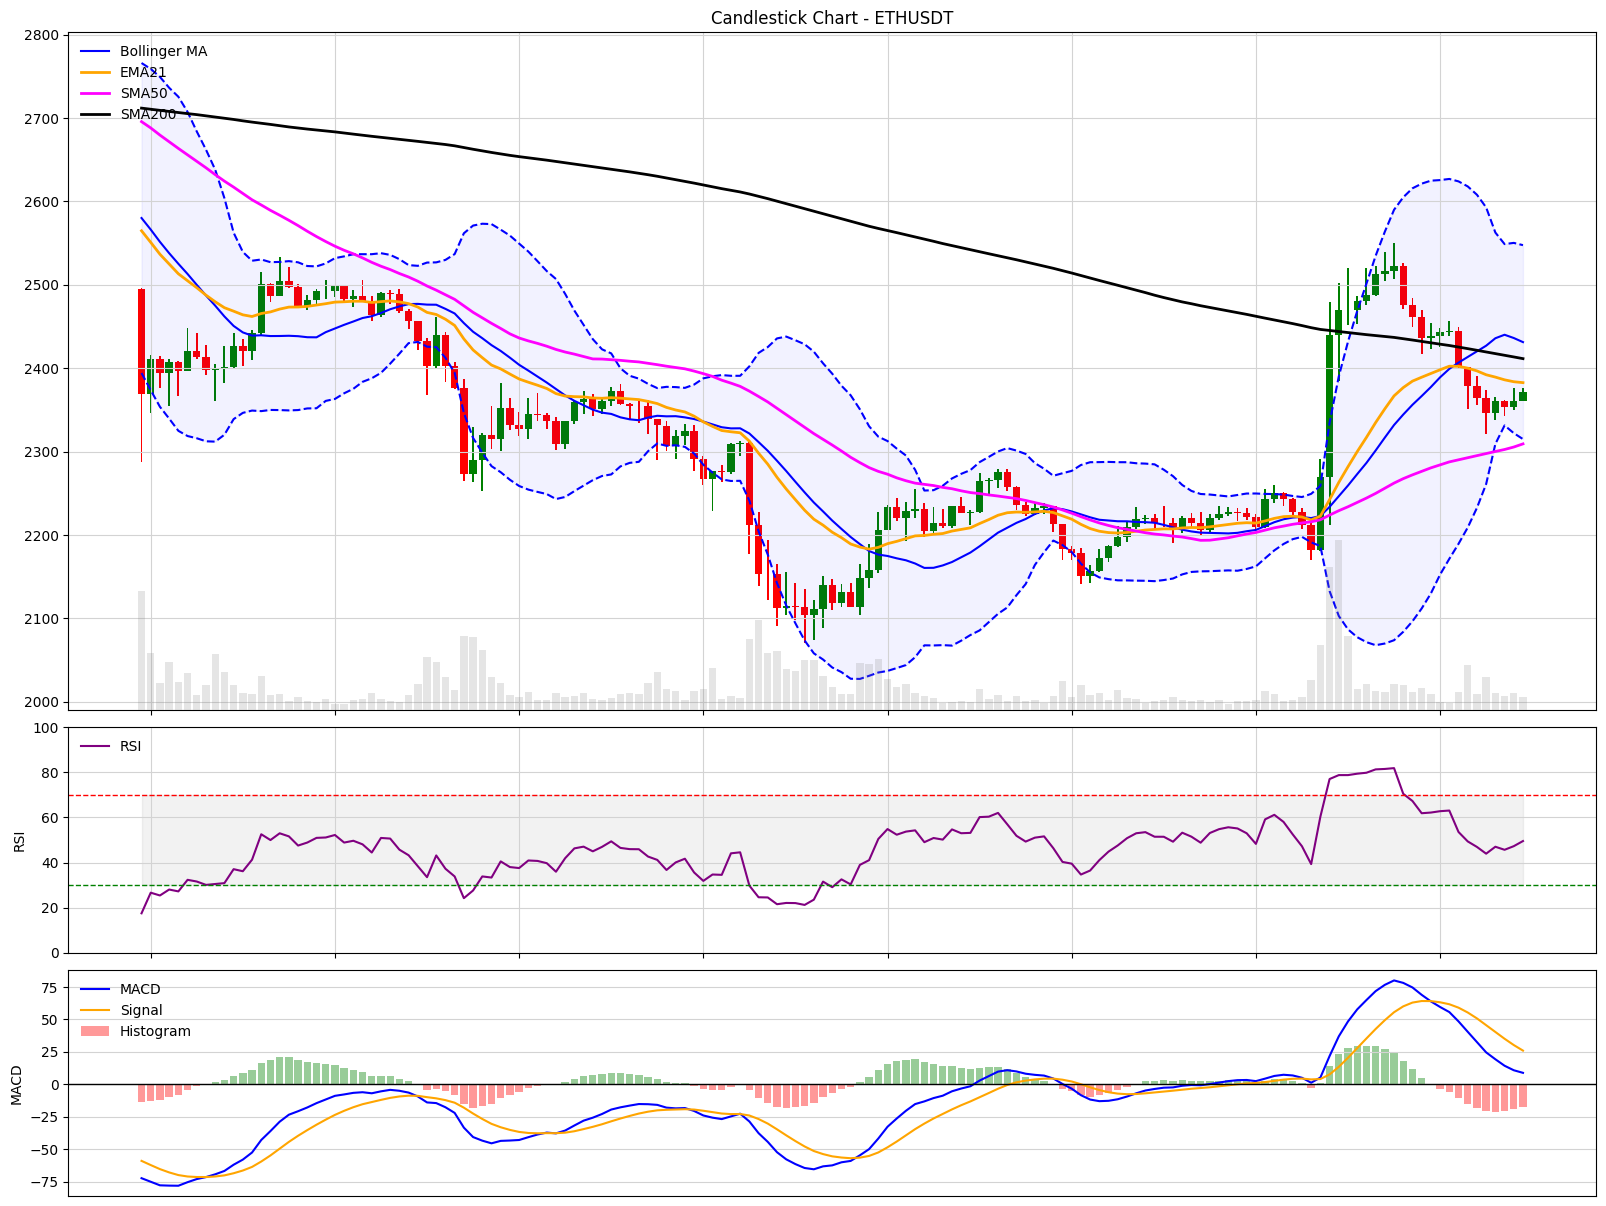 Candlestick Chart - ETHUSDT
Bollinger MA
EMA21
SMA50
SMA200
2800
2700
2600
2500
2400
2300
2200
2100
2000
RSI
100
80
60
40
20
0
RSI
MACD
Signal
Histogram
75
50
25
0
−25
−50
−75
MACD